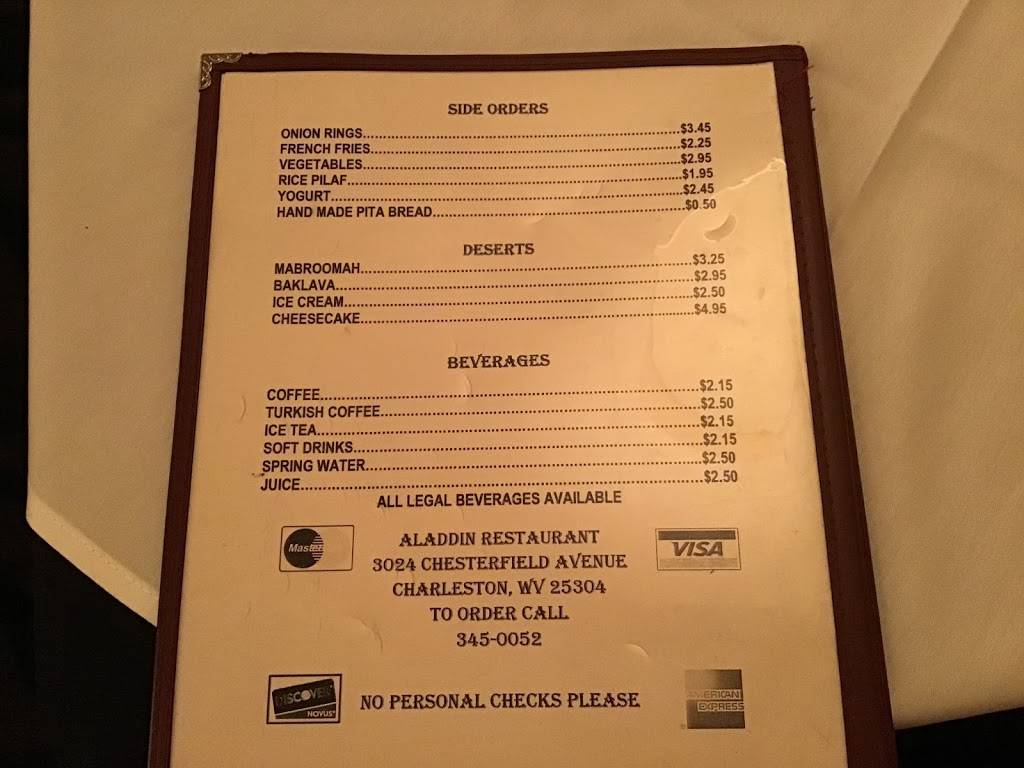 SIDE ORDERS
ONION RINGS........................................$3.45
FRENCH FRIES........................................$2.25
VEGETABLES........................................$2.95
RICE PILAF........................................$1.95
YOGURT........................................$2.45
HAND MADE PITA BREAD........................................$0.50
DESERTS
MABROOMAH........................................$3.25
BAKLAVA........................................$2.95
ICE CREAM........................................$2.50
CHEESECAKE........................................$4.95
BEVERAGES
COFFEE........................................$2.15
TURKISH COFFEE........................................$2.50
ICE TEA........................................$2.15
SOFT DRINKS........................................$2.15
SPRING WATER........................................$2.50
JUICE........................................$2.50
ALL LEGAL BEVERAGES AVAILABLE
Master
ALADDIN RESTAURANT
VISA
3024 CHESTERFIELD AVENUE
CHARLESTON, WV 25304
TO ORDER CALL
345-0052
DISCOVER
NOVUS
NO PERSONAL CHECKS PLEASE
AMERICAN
EXPRESS